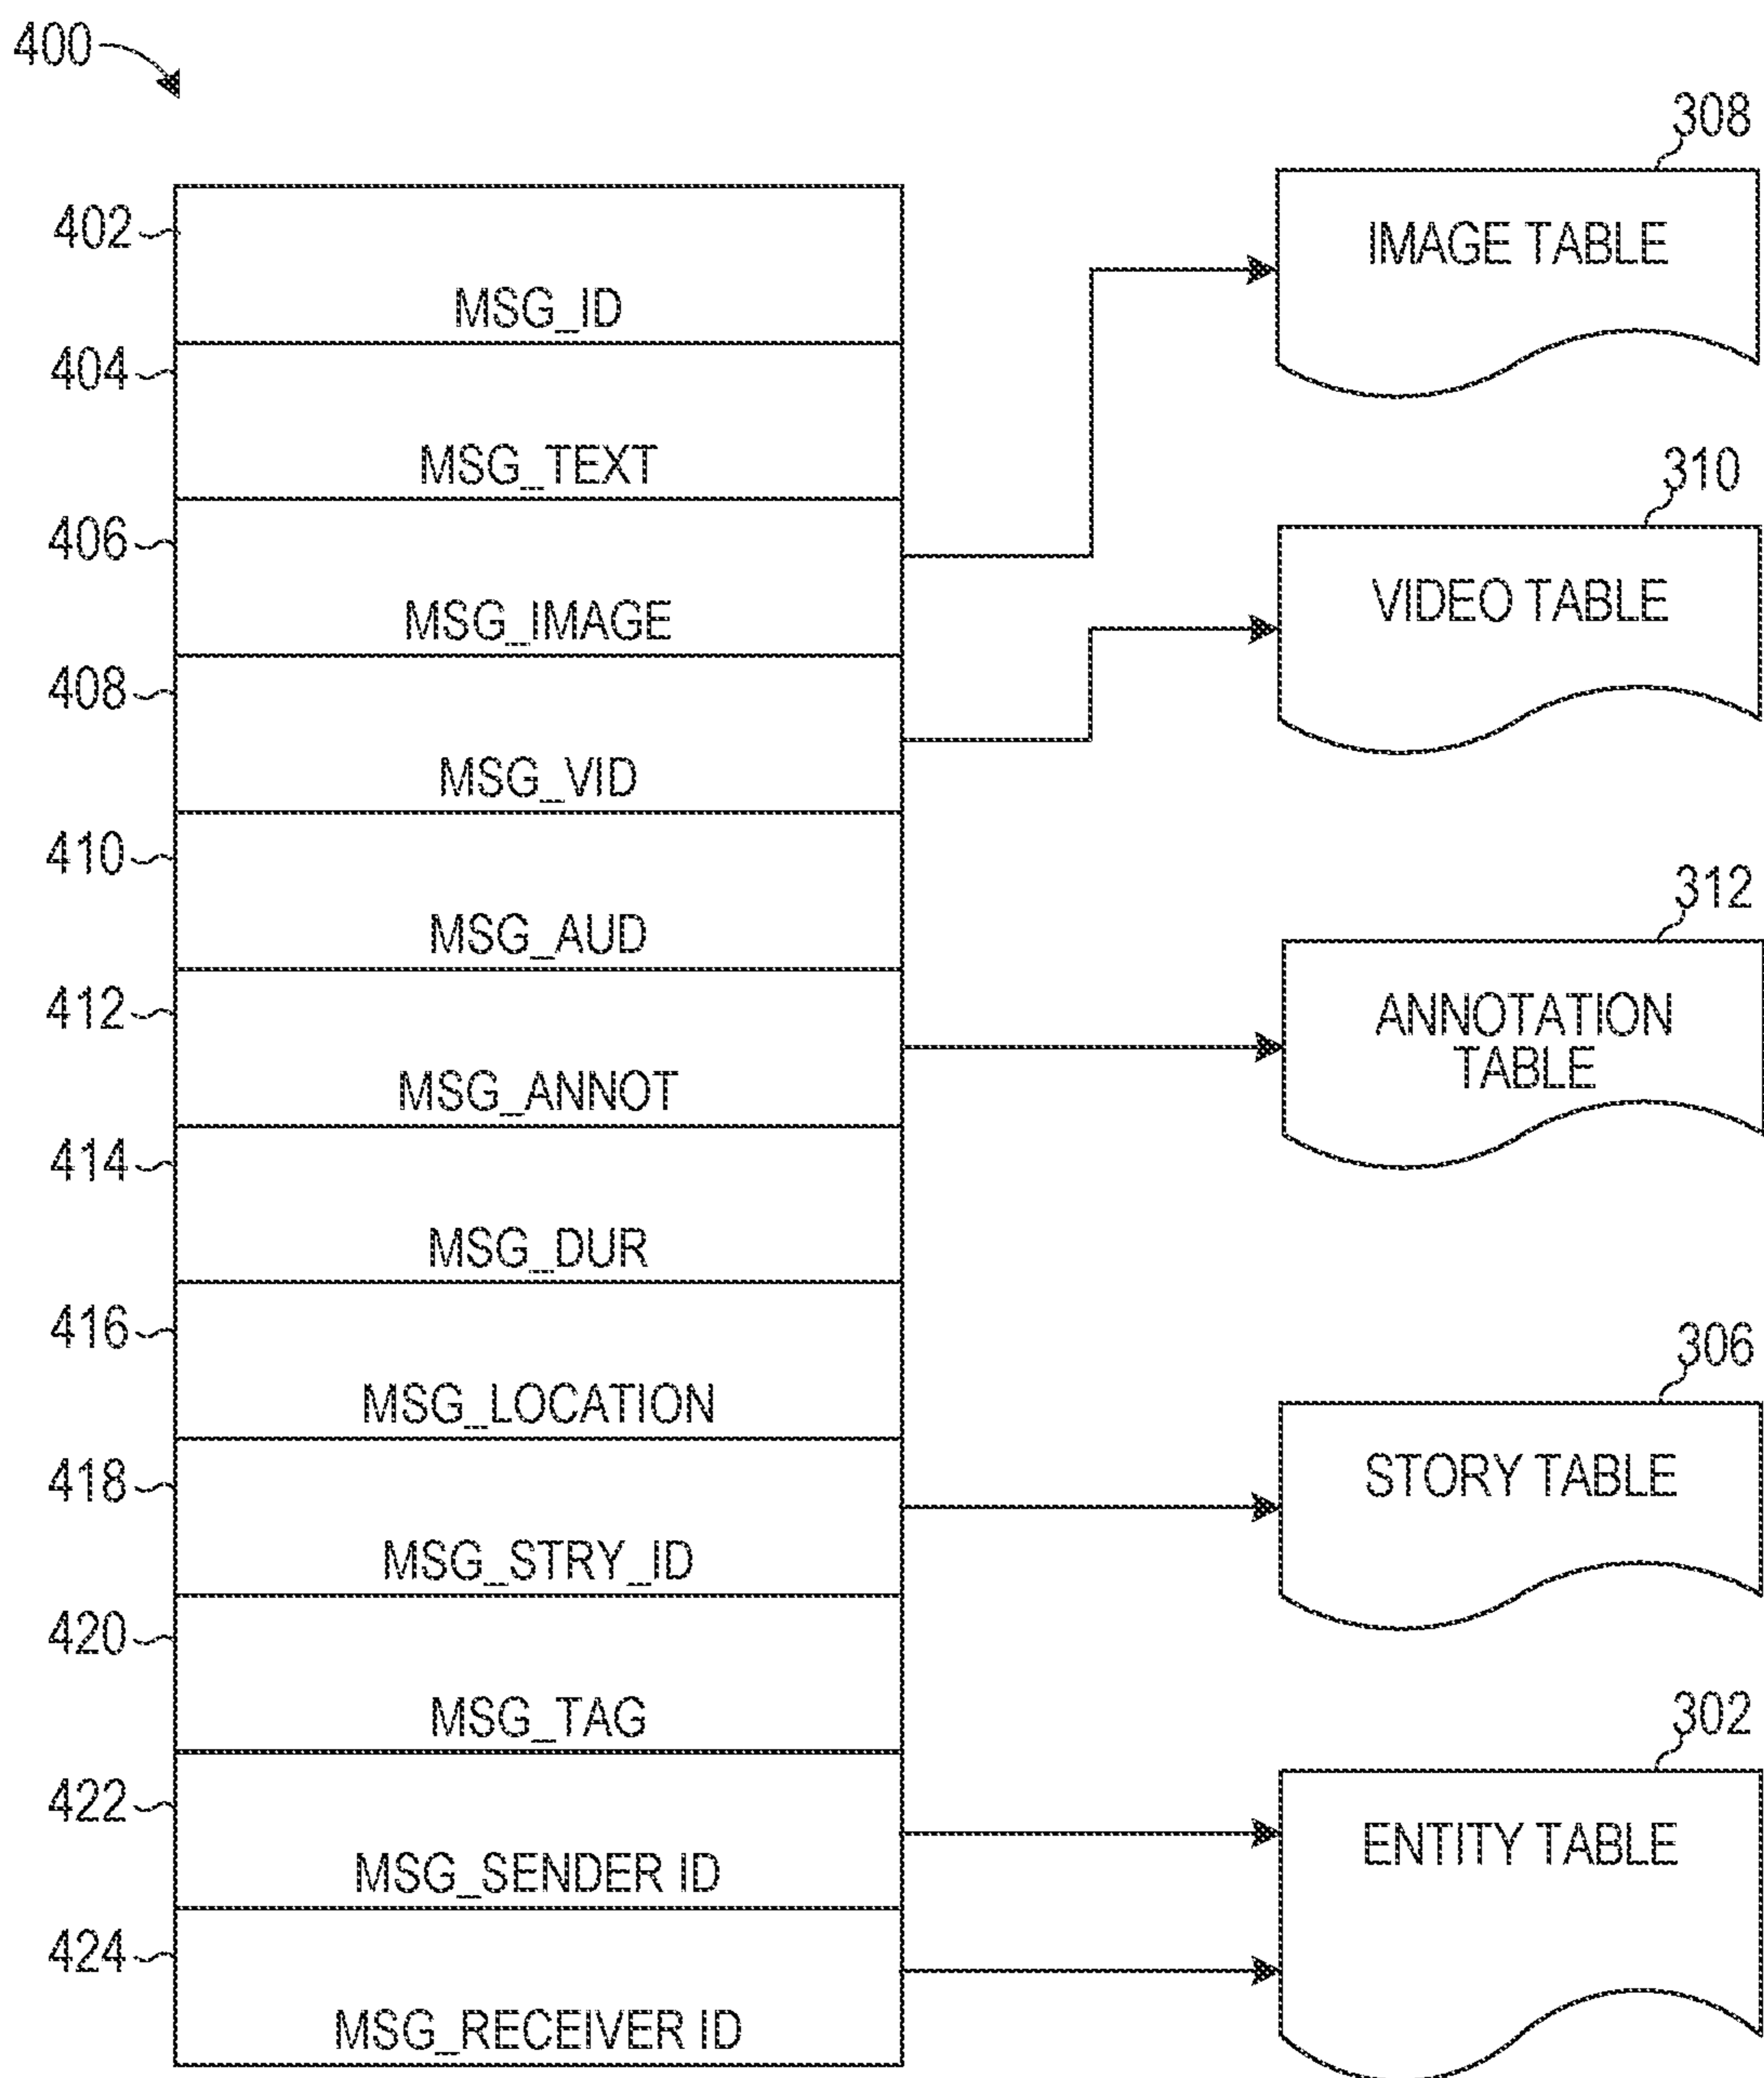 400
308
402
IMAGE TABLE
MSG_ID
404
MSG_TEXT
310
406
VIDEO TABLE
MSG_IMAGE
408
MSG_VID
410
312
MSG_AUD
412
ANNOTATION
TABLE
MSG_ANNOT
414
MSG_DUR
416
306
MSG_LOCATION
418
STORY TABLE
MSG_STRY_ID
420
MSG_TAG
302
422
ENTITY TABLE
MSG_SENDER ID
424
MSG_RECEIVER ID